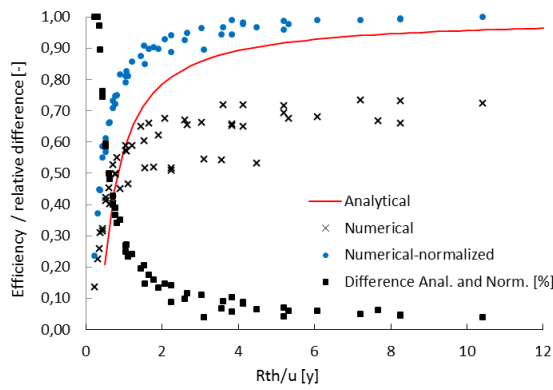 1,00
0,90
0,80
0,70
0,60
0,50
0,40
0,30
0,20
0,10
0,00
Efficiency / relative difference [-]
Analytical
Numerical
Numerical-normalized
Difference Anal. and Norm. [%]
0 2 4 6 8 10 12
Rth/u [y]